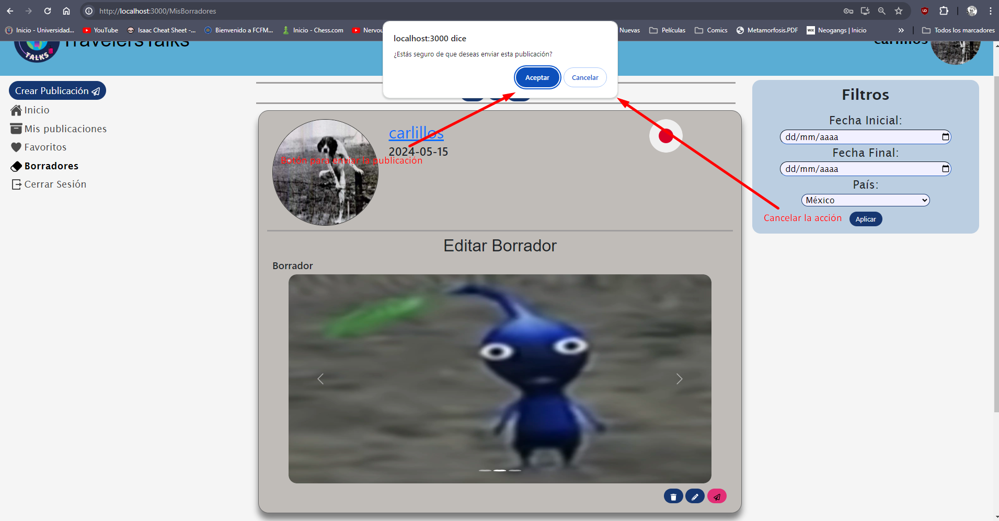 http://localhost:3000/MisBorradores
Inicio - Universidad...
YouTube
Isaac Cheat Sheet -...
Bienvenido a FCFM...
Inicio - Chess.com
Nervou
Nuevas
Películas
Comics
Metamorfosis.PDF
WIX
Neogangs | Inicio
»
Todos los marcadores
localhost:3000 dice
¿Estás seguro de que deseas enviar esta publicación?
Aceptar
Cancelar
TALKS
TravelersTalks
carlillos
Crear Publicación
Inicio
Mis publicaciones
Favoritos
Borradores
Cerrar Sesión
carlillos
2024-05-15
Botón para enviar la publicación
Editar Borrador
Borrador
Filtros
Fecha Inicial:
dd/mm/aaaa
Fecha Final:
dd/mm/aaaa
País:
México
Cancelar la acción
Aplicar